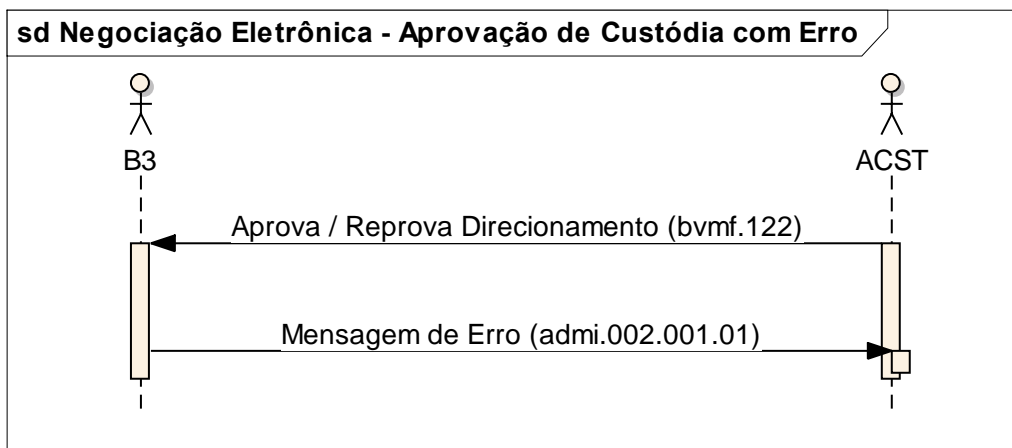 sd Negociação Eletrônica - Aprovação de Custódia com Erro
B3
ACST
Aprova / Reprova Direcionamento (bvmf.122)
Mensagem de Erro (admi.002.001.01)